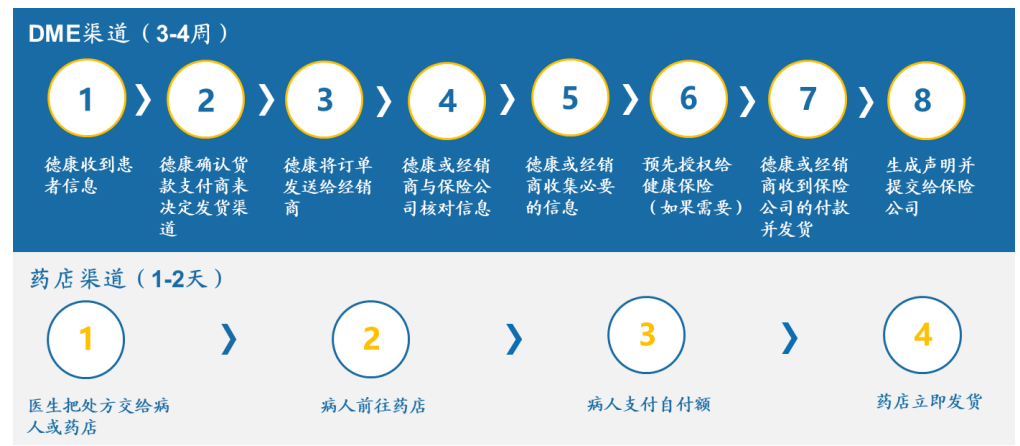 DME渠道（3-4周）
1
2
3
4
5
6
7
8
德康收到患
者信息
德康确认货
款支付商来
决定发货渠
道
德康将订单
发送给经销
商
德康或经销
商与保险公
司核对信息
德康或经销
商收集必要
的信息
预先授权给
健康保险
（如果需要）
德康或经销
商收到保险
公司的付款
并发货
生成声明并
提交给保险
公司
药店渠道（1-2天）
1
2
3
4
医生把处方交给病
人或药店
病人前往药店
病人支付自付额
药店立即发货